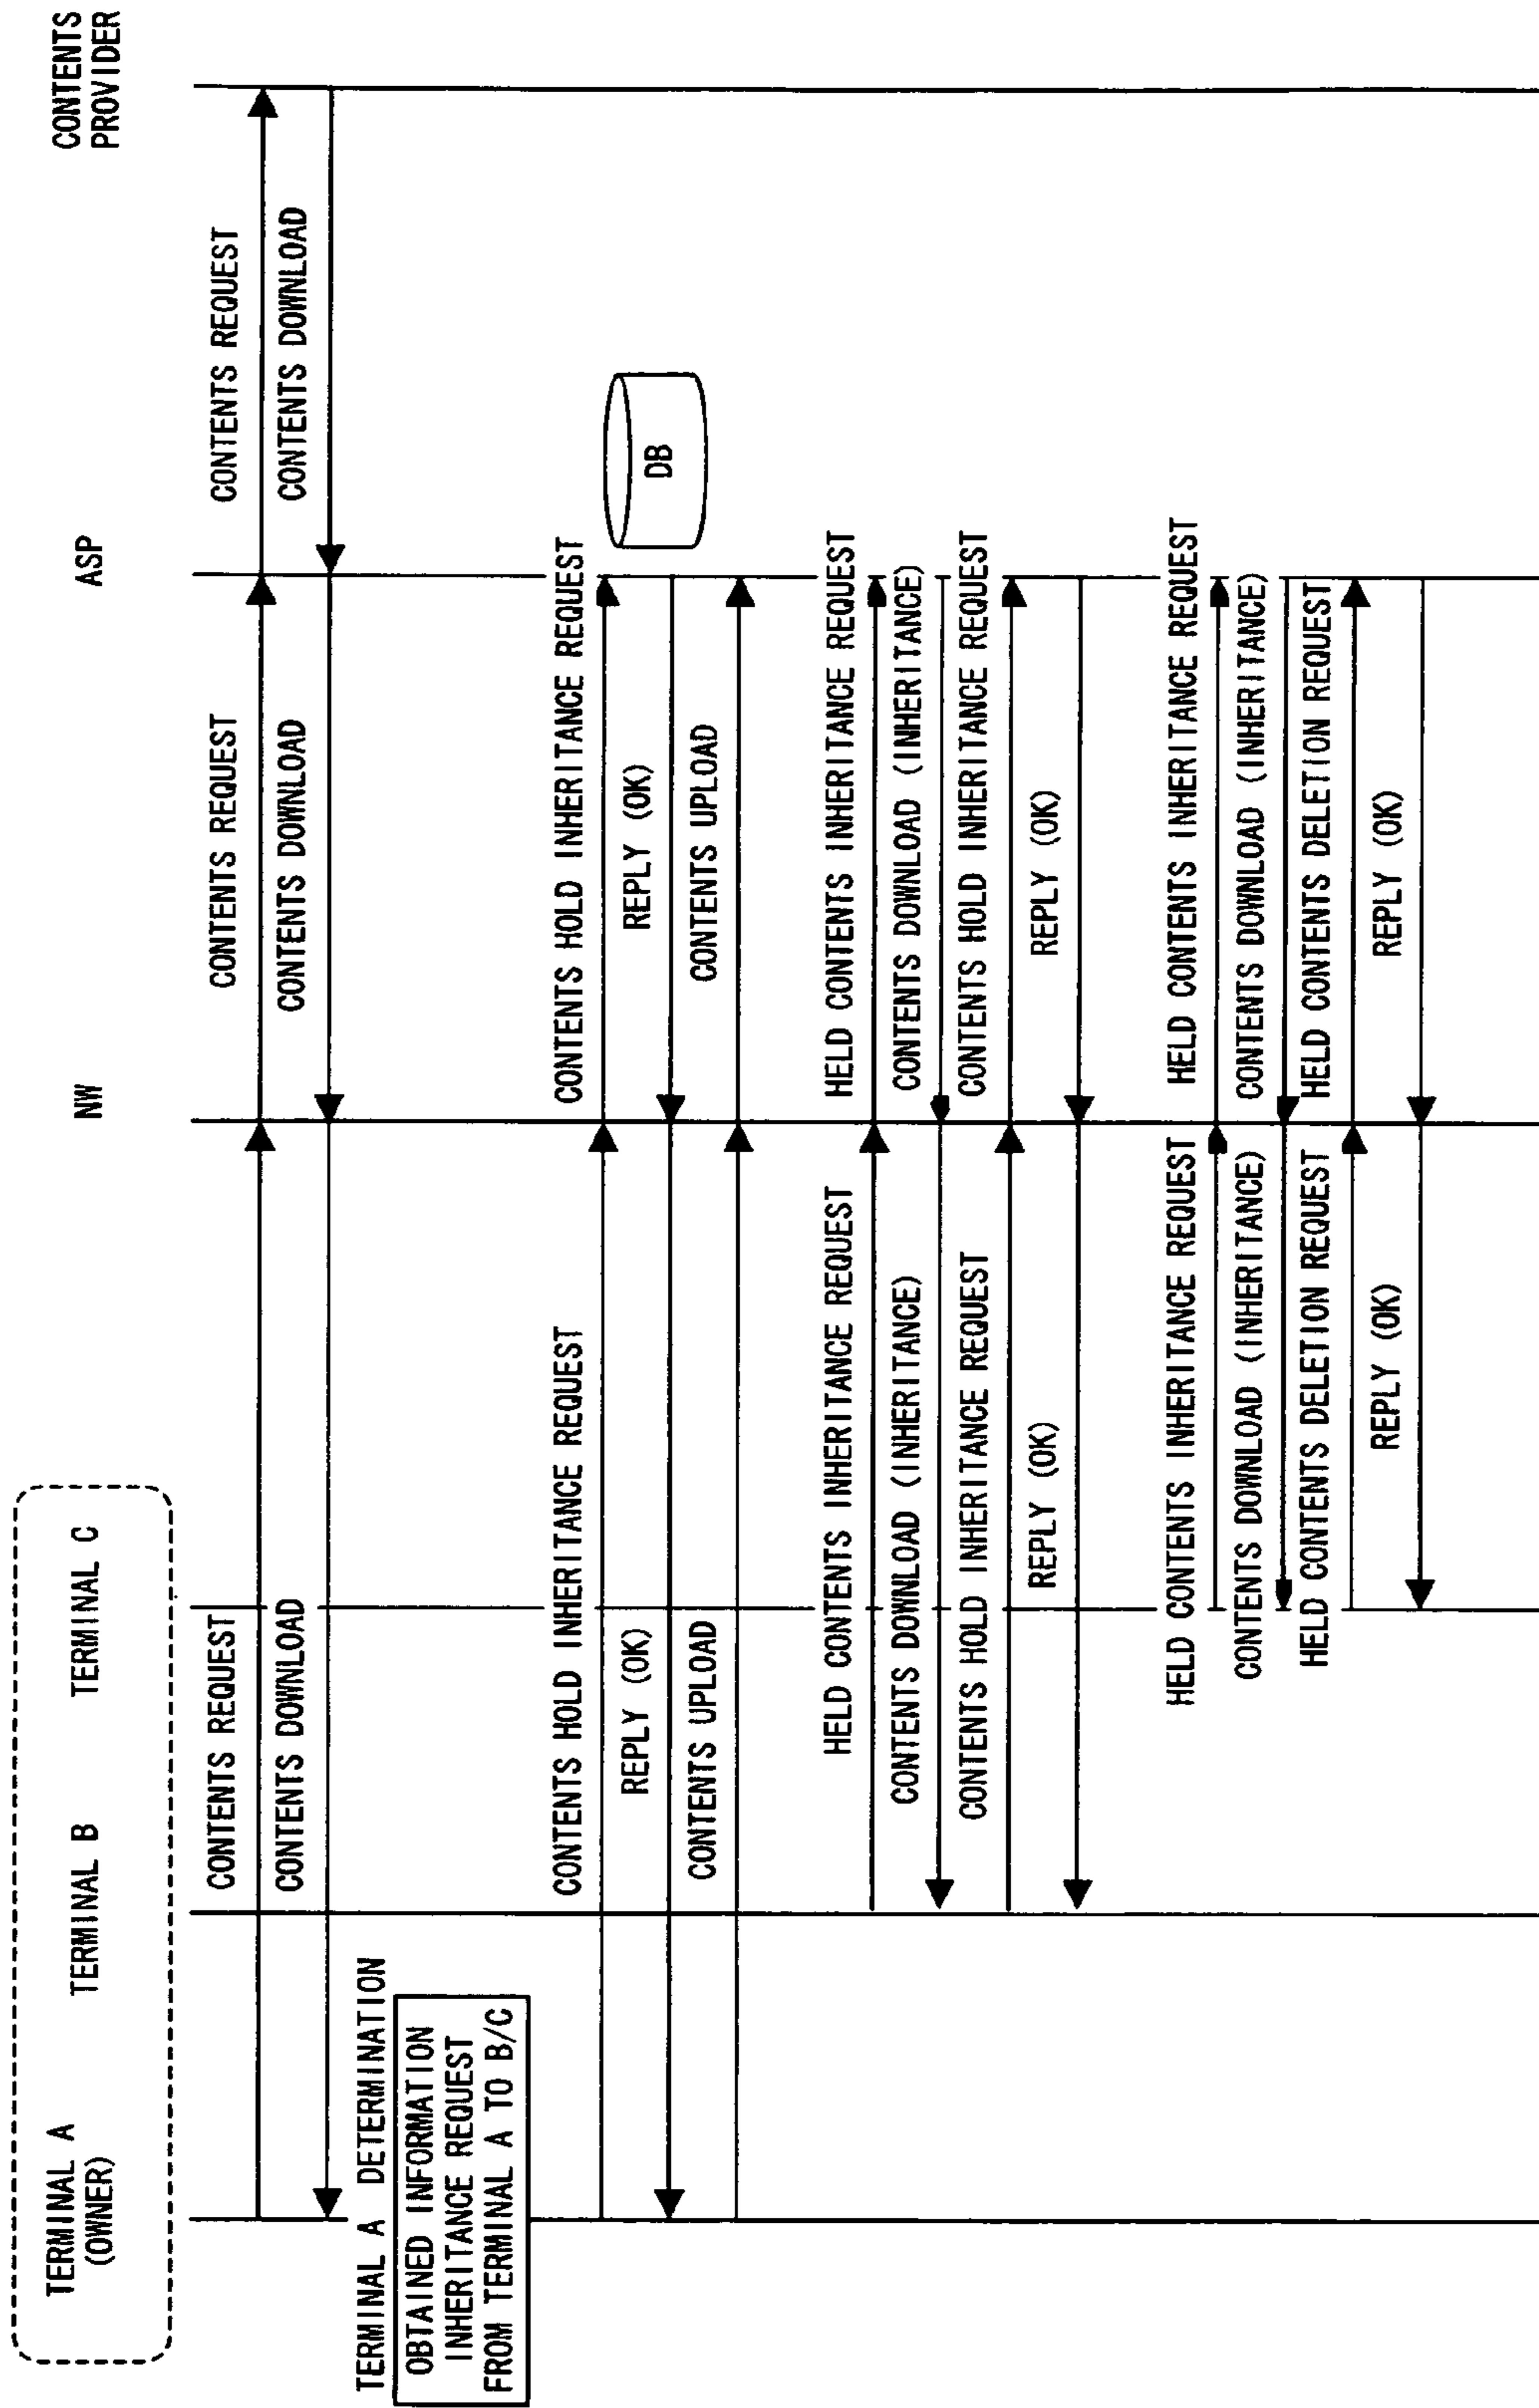 TERMINAL A
(OWNER)
TERMINAL B
TERMINAL C
NW
ASP
CONTENTS
PROVIDER
CONTENTS REQUEST
CONTENTS REQUEST
CONTENTS REQUEST
CONTENTS DOWNLOAD
CONTENTS DOWNLOAD
CONTENTS DOWNLOAD
TERMINAL A DETERMINATION
OBTAINED INFORMATION
INHERITANCE REQUEST
FROM TERMINAL A TO B/C
CONTENTS HOLD INHERITANCE REQUEST
CONTENTS HOLD INHERITANCE REQUEST
REPLY (OK)
REPLY (OK)
DB
CONTENTS UPLOAD
CONTENTS UPLOAD
HELD CONTENTS INHERITANCE REQUEST
HELD CONTENTS INHERITANCE REQUEST
CONTENTS DOWNLOAD (INHERITANCE)
CONTENTS DOWNLOAD (INHERITANCE)
CONTENTS HOLD INHERITANCE REQUEST
CONTENTS HOLD INHERITANCE REQUEST
REPLY (OK)
REPLY (OK)
HELD CONTENTS INHERITANCE REQUEST
HELD CONTENTS INHERITANCE REQUEST
CONTENTS DOWNLOAD (INHERITANCE)
CONTENTS DOWNLOAD (INHERITANCE)
HELD CONTENTS DELETION REQUEST
HELD CONTENTS DELETION REQUEST
REPLY (OK)
REPLY (OK)